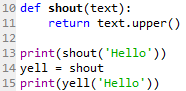 10 def shout(text):
11     return text.upper()
12
13 print(shout('Hello'))
14 yell = shout
15 print(yell('Hello'))